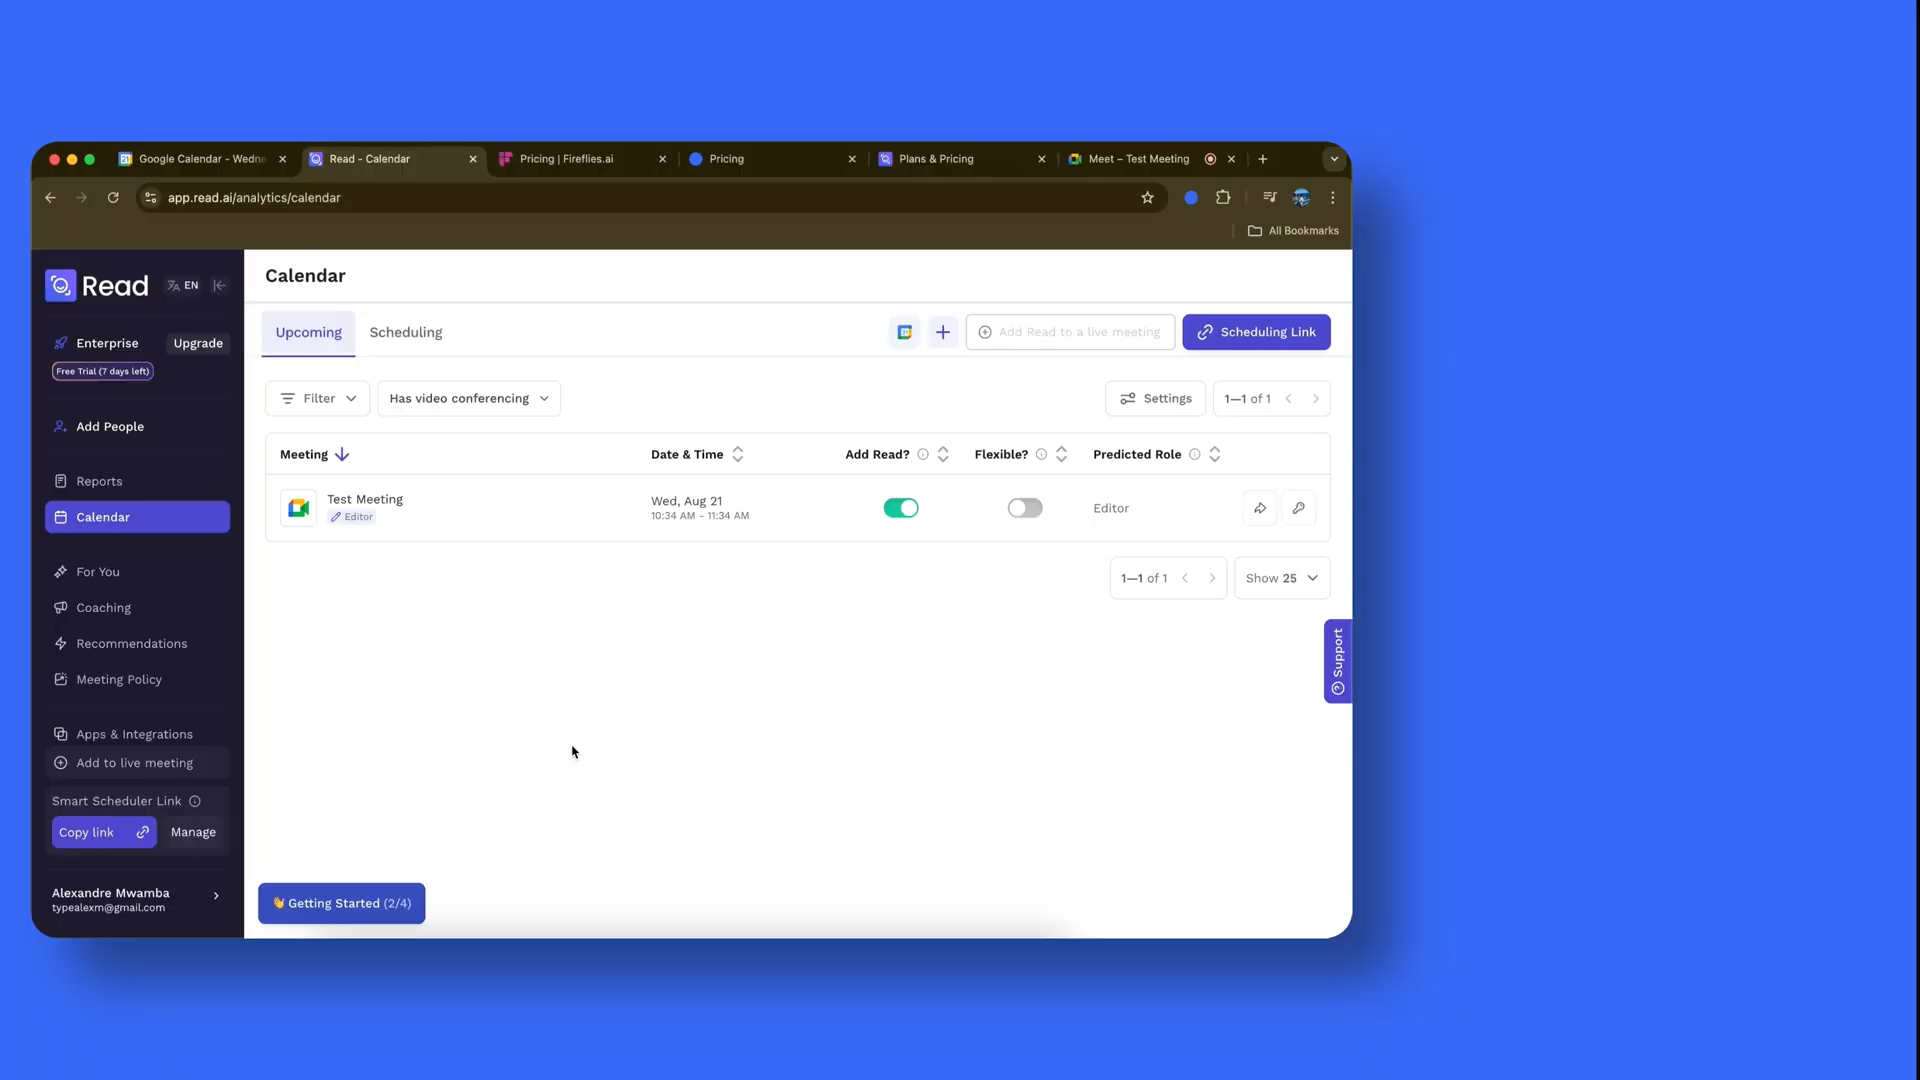 Google Calendar - Wedne
Read - Calendar
Pricing | Fireflies.ai
Pricing
Plans & Pricing
Meet – Test Meeting
app.read.ai/analytics/calendar
All Bookmarks
Read
EN
Enterprise
Upgrade
Free Trial (7 days left)
Add People
Reports
Calendar
For You
Coaching
Recommendations
Meeting Policy
Apps & Integrations
Add to live meeting
Smart Scheduler Link
Copy link
Manage
Alexandre Mwamba
typealexm@gmail.com
Calendar
Upcoming
Scheduling
Add Read to a live meeting
Scheduling Link
Filter
Has video conferencing
Settings
1—1 of 1
Meeting
Date & Time
Add Read?
Flexible?
Predicted Role
Test Meeting
Editor
Wed, Aug 21
10:34 AM - 11:34 AM
Editor
1—1 of 1
Show 25
Support
Getting Started (2/4)